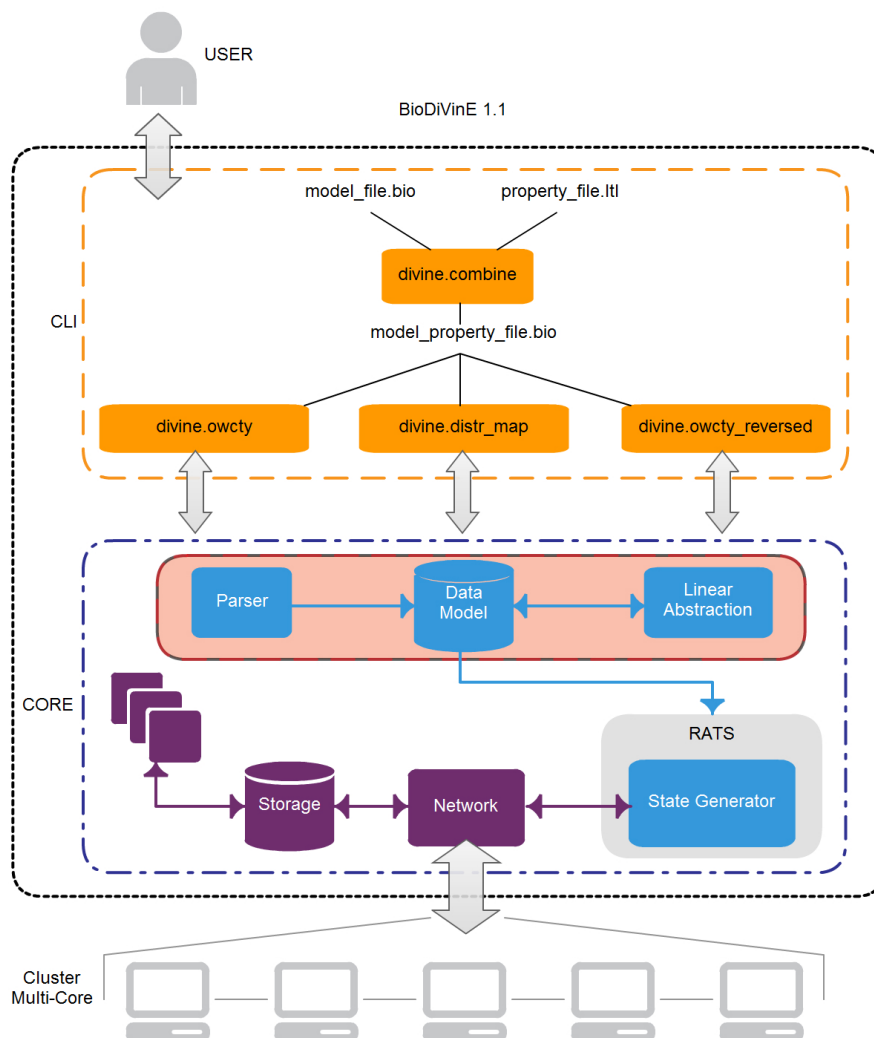 USER
BioDiVinE 1.1
model_file.bio
property_file.ltl
divine.combine
CLI
model_property_file.bio
divine.owcty
divine.distr_map
divine.owcty_reversed
Parser
Data
Model
Linear
Abstraction
CORE
RATS
Storage
Network
State Generator
Cluster
Multi-Core